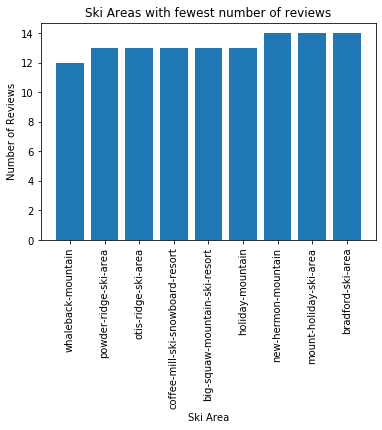 Ski Areas with fewest number of reviews
14
12
10
8
6
4
2
0
Number of Reviews
whaleback-mountain
powder-ridge-ski-area
otis-ridge-ski-area
coffee-mill-ski-snowboard-resort
big-squaw-mountain-ski-resort
holiday-mountain
new-hermon-mountain
mount-holiday-ski-area
bradford-ski-area
Ski Area